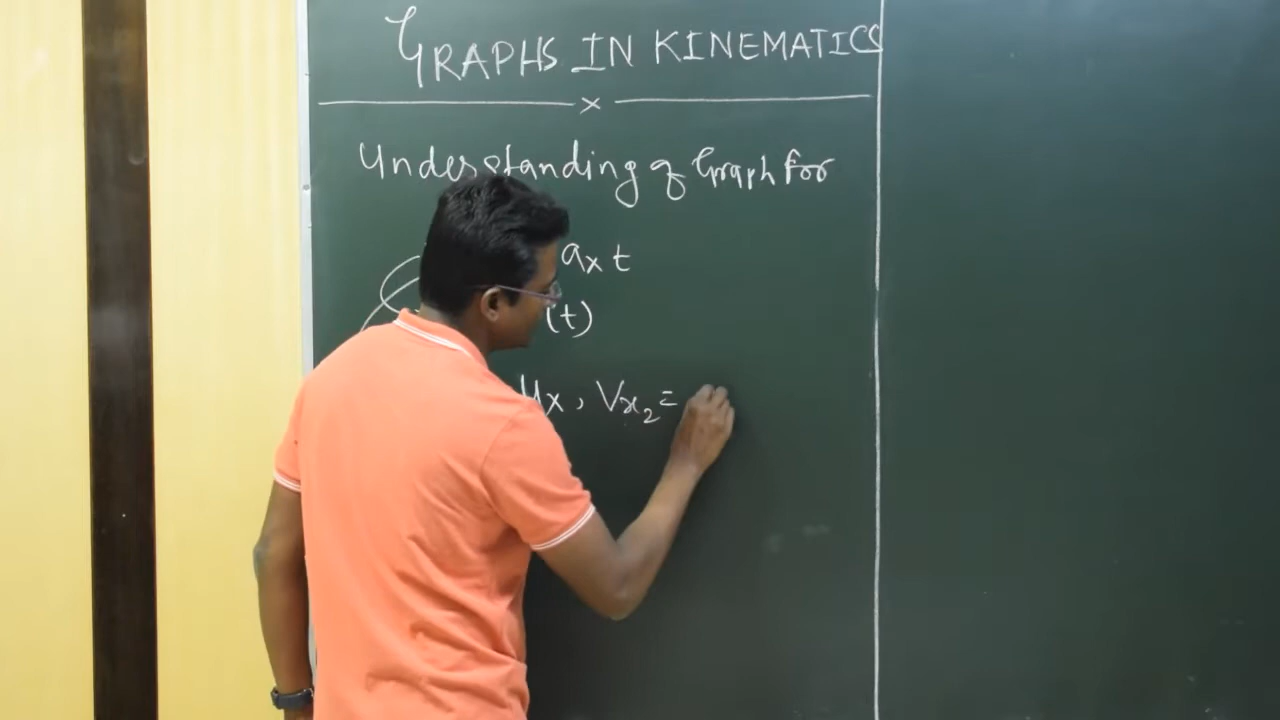 GRAPHS IN KINEMATICS
Understanding of Graph for
ax t
(t)
ux, Vx2 =